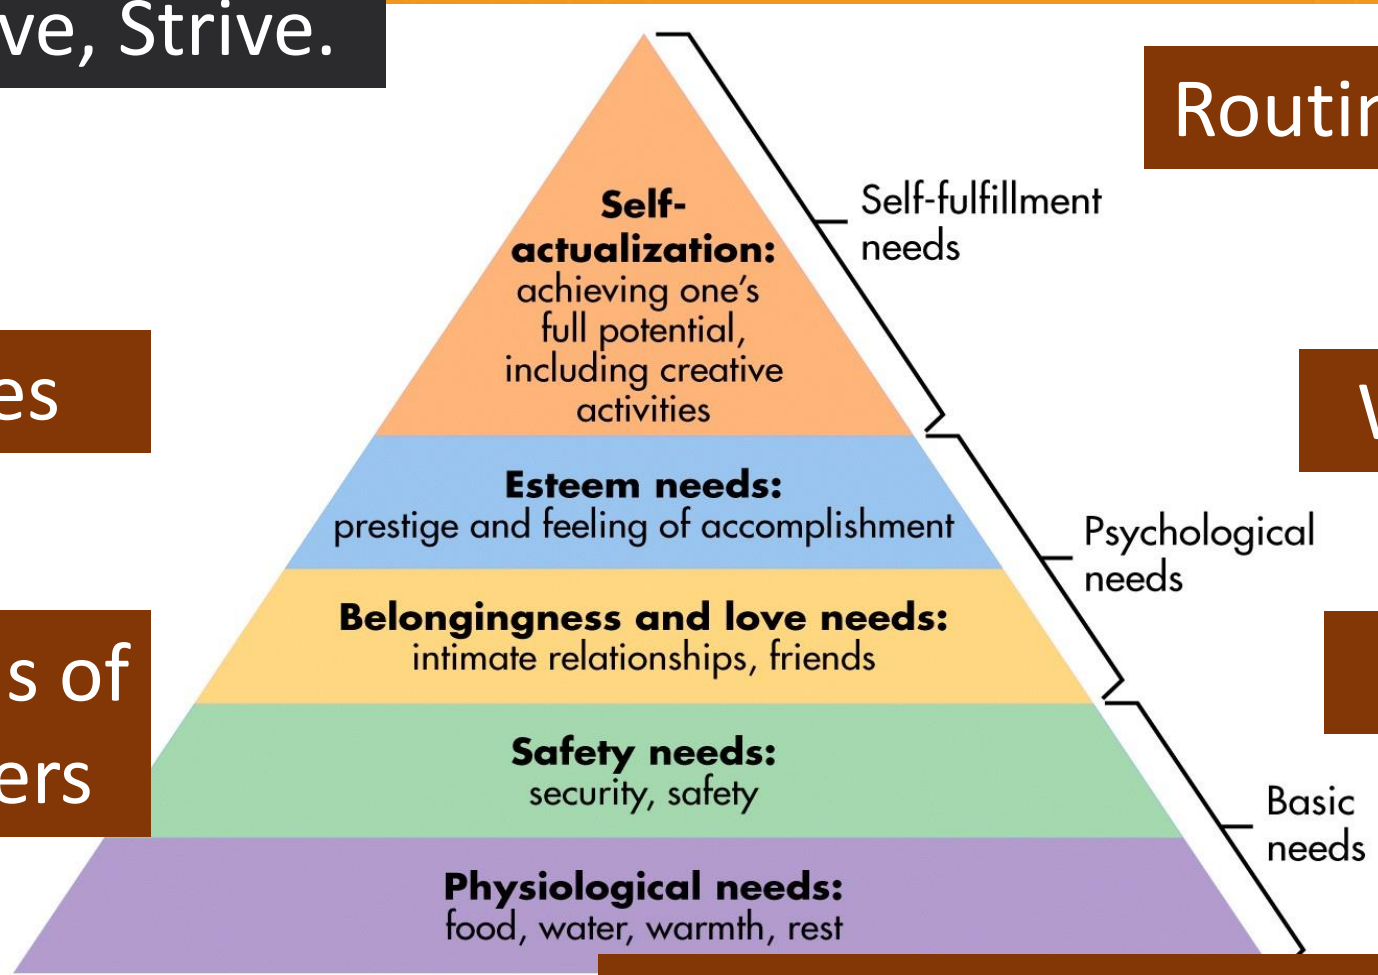 ve, Strive.
Routin
Self-fulfillment
needs
Self-
actualization:
achieving one's
full potential,
including creative
activities
es
Esteem needs:
prestige and feeling of accomplishment
Psychological
needs
Belongingness and love needs:
intimate relationships, friends
s of
ers
Safety needs:
security, safety
Basic
needs
Physiological needs:
food, water, warmth, rest